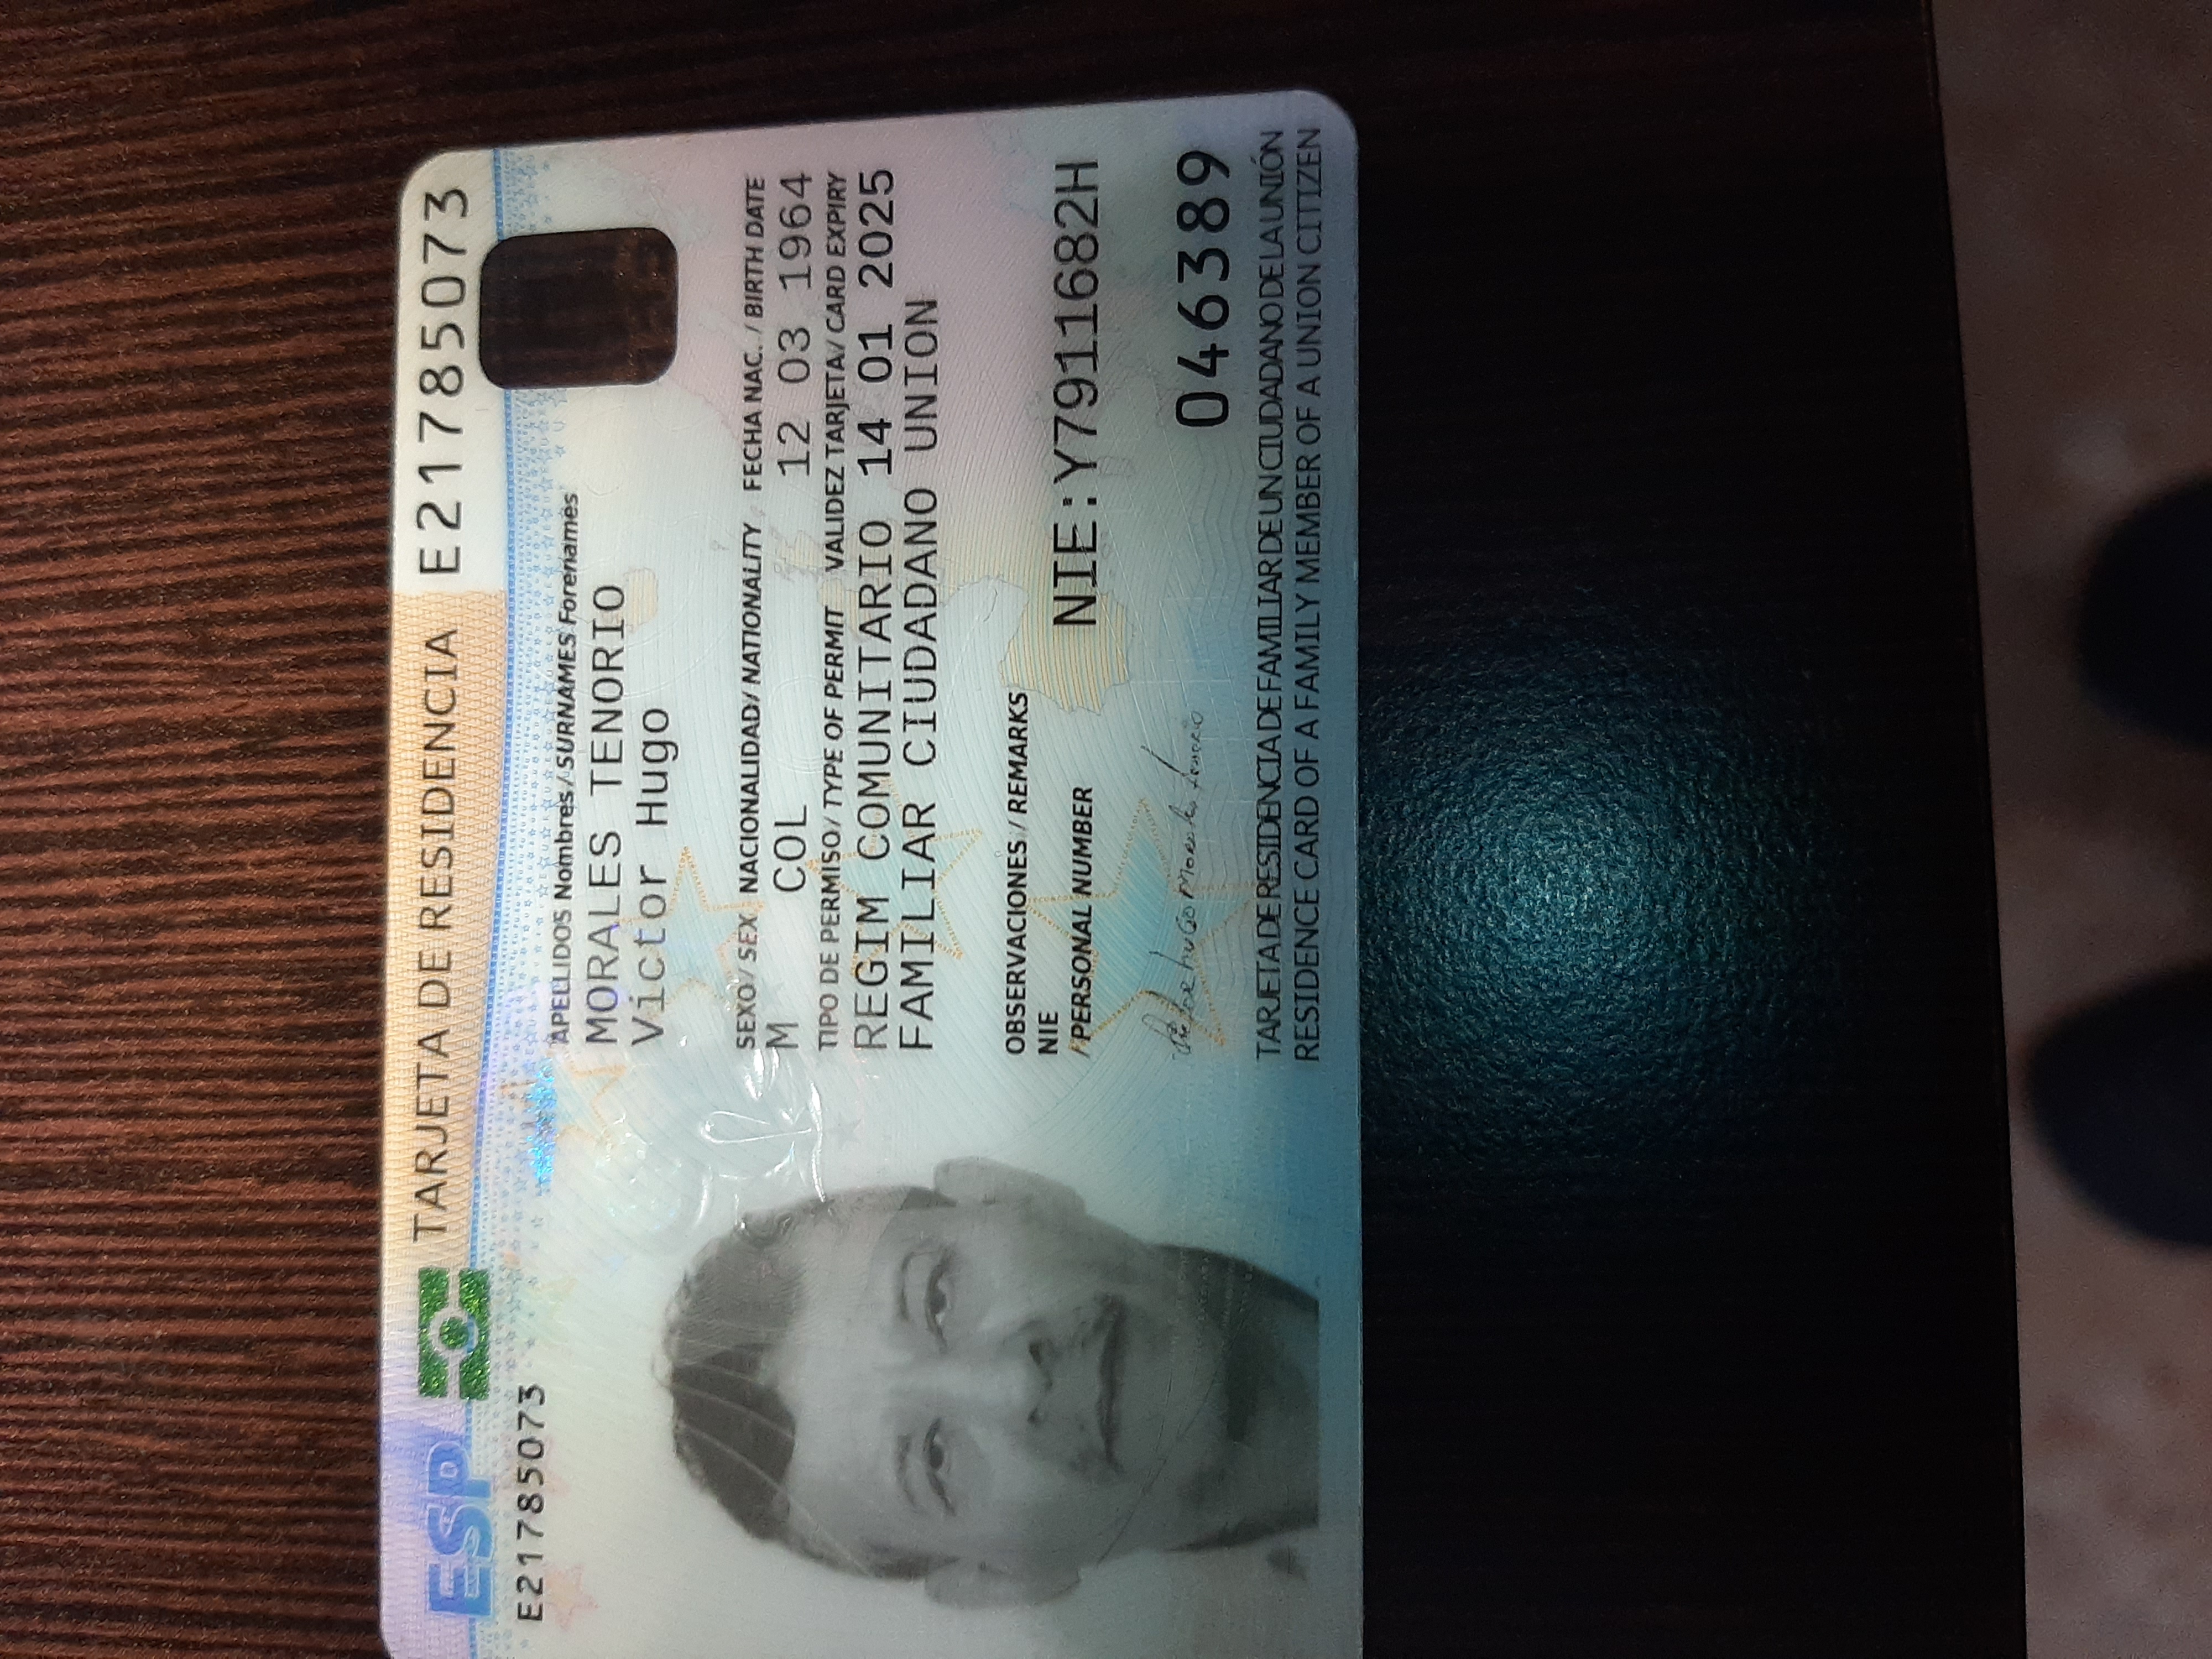 ESP TARJETA DE RESIDENCIA E21785073
E21785073
APELLIDOS Nombres / SURNAMES Forenames
MORALES TENORIO
Victor Hugo
SEXO / SEX NACIONALIDAD / NATIONALITY FECHA NAC. / BIRTH DATE
M COL 12 03 1964
TIPO DE PERMISO / TYPE OF PERMIT VALIDEZ TARJETA / CARD EXPIRY
REGIM COMUNITARIO 14 01 2025
FAMILIAR CIUDADANO UNION
OBSERVACIONES / REMARKS
NIE
/ PERSONAL NUMBER NIE:Y7911682H
Victor hugo Morales tenorio
046389
TARJETA DE RESIDENCIA DE FAMILIAR DE UN CIUDADANO DE LA UNIÓN
RESIDENCE CARD OF A FAMILY MEMBER OF A UNION CITIZEN